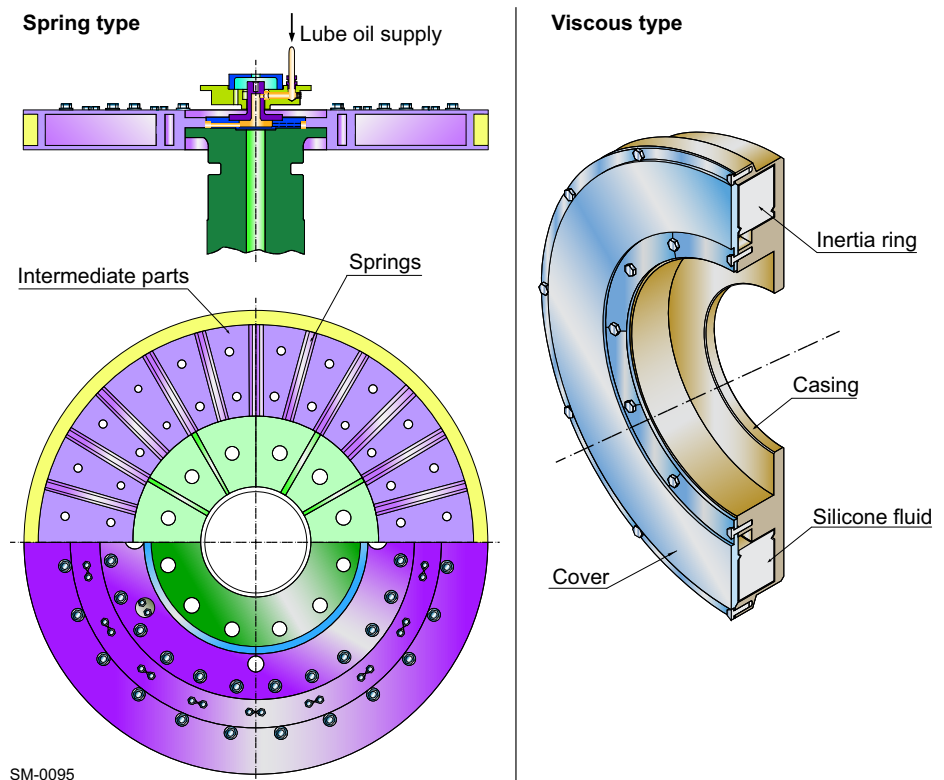 Spring type
Lube oil supply
Intermediate parts
Springs
SM-0095
Viscous type
Inertia ring
Casing
Silicone fluid
Cover